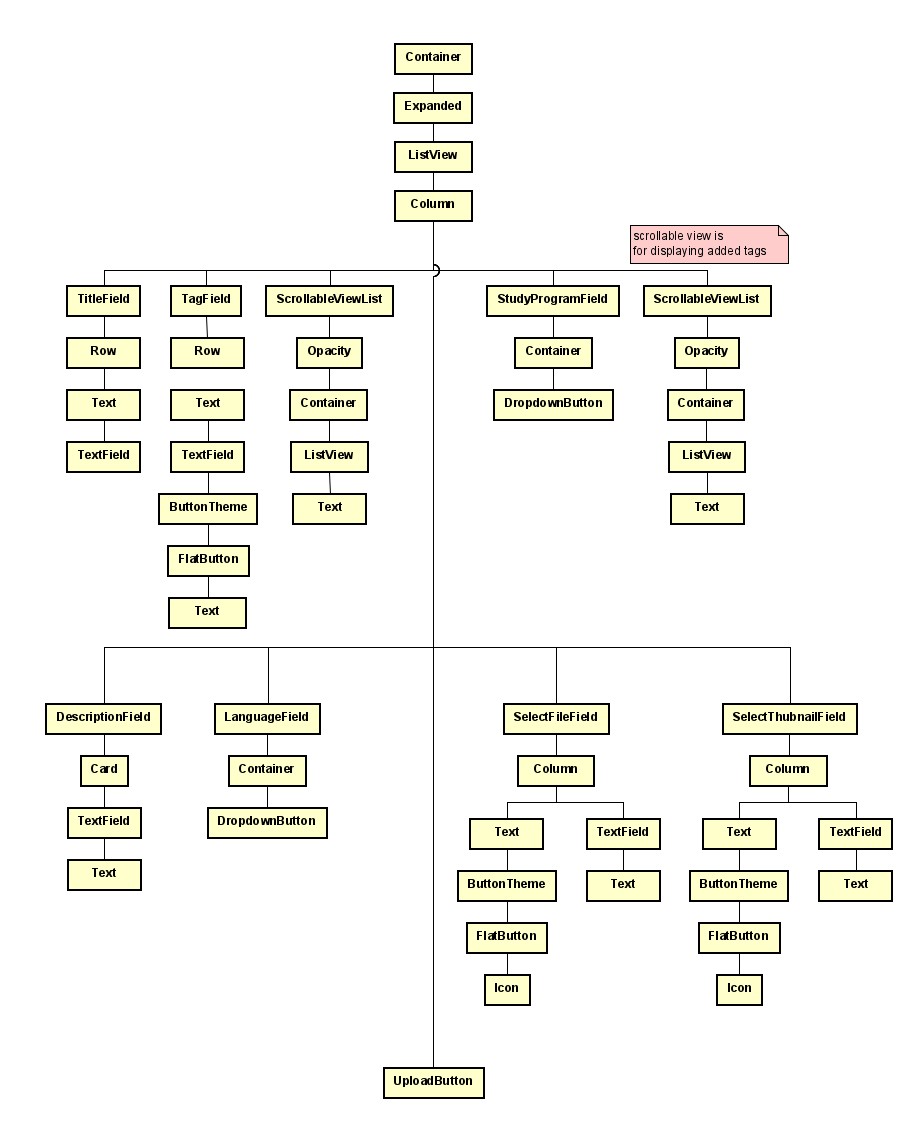 Container
Expanded
ListView
Column
scrollable view is
for displaying added tags
TitleField
TagField
ScrollableViewList
StudyProgramField
ScrollableViewList
Row
Row
Opacity
Container
Opacity
Text
Text
Container
DropdownButton
Container
TextField
TextField
ListView
ListView
ButtonTheme
Text
Text
FlatButton
Text
DescriptionField
LanguageField
SelectFileField
SelectThubnailField
Card
Container
Column
Column
TextField
DropdownButton
Text
TextField
Text
TextField
Text
ButtonTheme
Text
ButtonTheme
Text
FlatButton
FlatButton
Icon
Icon
UploadButton